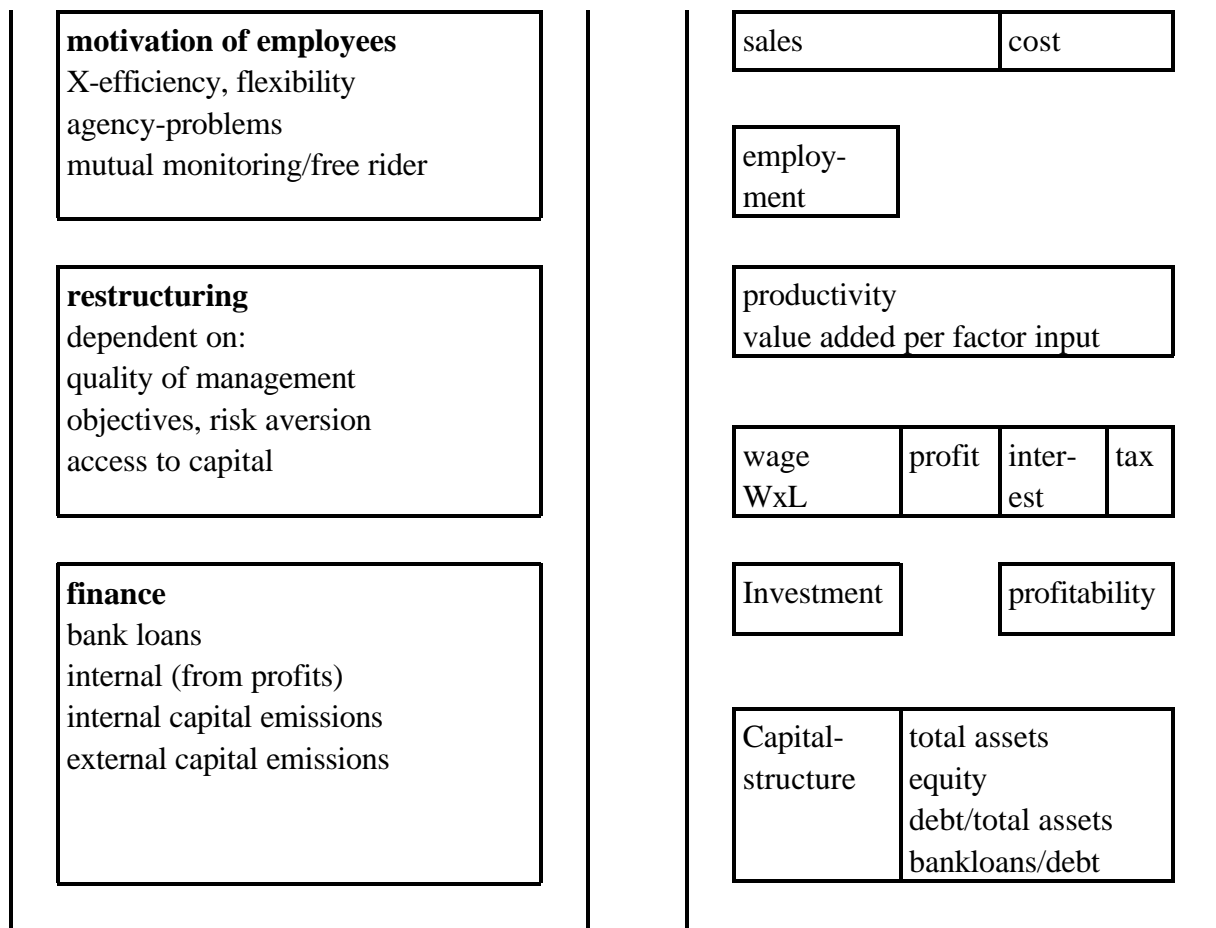 motivation of employees
X-efficiency, flexibility
agency-problems
mutual monitoring/free rider
restructuring
dependent on:
quality of management
objectives, risk aversion
access to capital
finance
bank loans
internal (from profits)
internal capital emissions
external capital emissions
sales cost
employ-
ment
productivity
value added per factor input
wage profit inter- tax
WxL est
Investment profitability
Capital- total assets
structure equity
debt/total assets
bankloans/debt